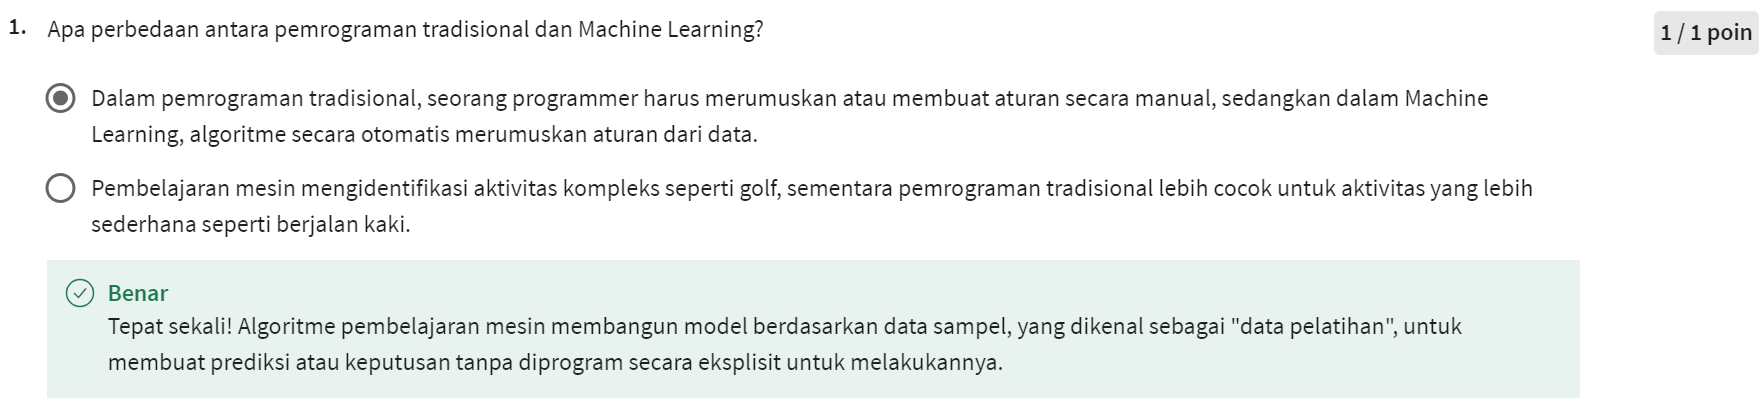 1. Apa perbedaan antara pemrograman tradisional dan Machine Learning?
1 / 1 poin
Dalam pemrograman tradisional, seorang programmer harus merumuskan atau membuat aturan secara manual, sedangkan dalam Machine
Learning, algoritme secara otomatis merumuskan aturan dari data.
Pembelajaran mesin mengidentifikasi aktivitas kompleks seperti golf, sementara pemrograman tradisional lebih cocok untuk aktivitas yang lebih
sederhana seperti berjalan kaki.
Benar
Tepat sekali! Algoritme pembelajaran mesin membangun model berdasarkan data sampel, yang dikenal sebagai "data pelatihan", untuk
membuat prediksi atau keputusan tanpa diprogram secara eksplisit untuk melakukannya.